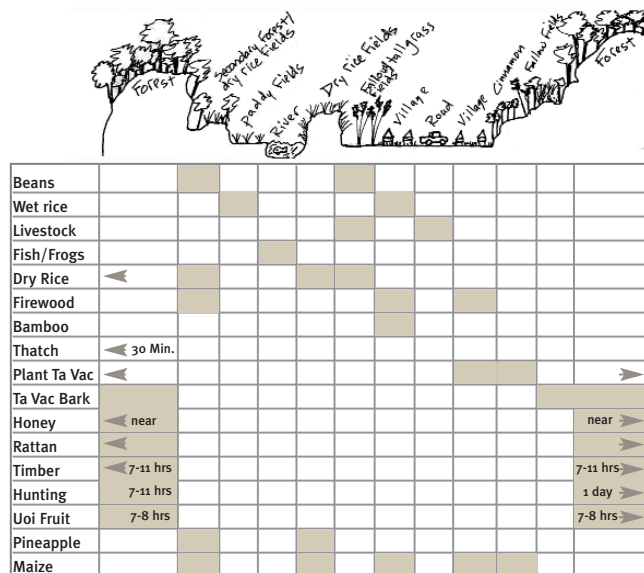 Forest
Secondary Forest/
dry rice Fields
Paddy Fields
River
Dry rice Fields
Failed tallgrass
Fields
Village
Road
Village
Cinnamon
Fallow Fields
Forest
Beans
Wet rice
Livestock
Fish/Frogs
Dry Rice
Firewood
Bamboo
Thatch 30 Min.
Plant Ta Vac
Ta Vac Bark
Honey near near
Rattan
Timber 7-11 hrs 7-11 hrs
Hunting 7-11 hrs 1 day
Uoi Fruit 7-8 hrs 7-8 hrs
Pineapple
Maize